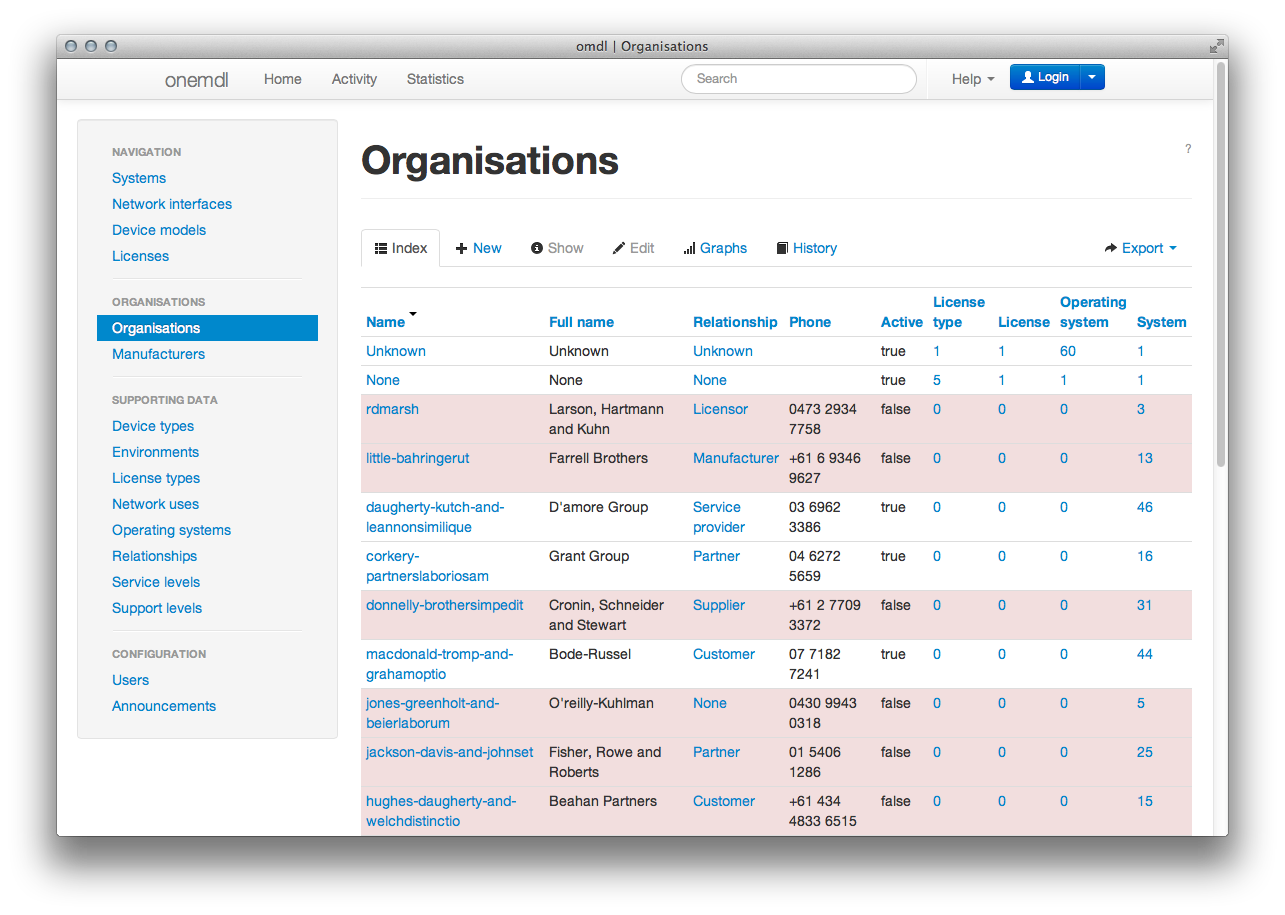 omdl | Organisations
onemdl Home Activity Statistics Search Help Login
NAVIGATION
Systems
Network interfaces
Device models
Licenses
ORGANISATIONS
Organisations
Manufacturers
SUPPORTING DATA
Device types
Environments
License types
Network uses
Operating systems
Relationships
Service levels
Support levels
CONFIGURATION
Users
Announcements
Organisations ?
Index New Show Edit Graphs History Export
License Operating
Name Full name Relationship Phone Active type License system System
Unknown Unknown Unknown true 1 1 60 1
None None None true 5 1 1 1
rdmarsh Larson, Hartmann Licensor 0473 2934 false 0 0 0 3
and Kuhn 7758
little-bahringerut Farrell Brothers Manufacturer +61 6 9346 false 0 0 0 13
9627
daugherty-kutch-and- D'amore Group Service 03 6962 true 0 0 0 46
leannonsimilique provider 3386
corkery- Grant Group Partner 04 6272 true 0 0 0 16
partnerslaboriosam 5659
donnelly-brothersimpedit Cronin, Schneider Supplier +61 2 7709 false 0 0 0 31
and Stewart 3372
macdonald-tromp-and- Bode-Russel Customer 07 7182 true 0 0 0 44
grahamoptio 7241
jones-greenholt-and- O'reilly-Kuhlman None 0430 9943 false 0 0 0 5
beierlaborum 0318
jackson-davis-and-johnset Fisher, Rowe and Partner 01 5406 false 0 0 0 25
Roberts 1286
hughes-daugherty-and- Beahan Partners Customer +61 434 false 0 0 0 15
welchdistinctio 4833 6515